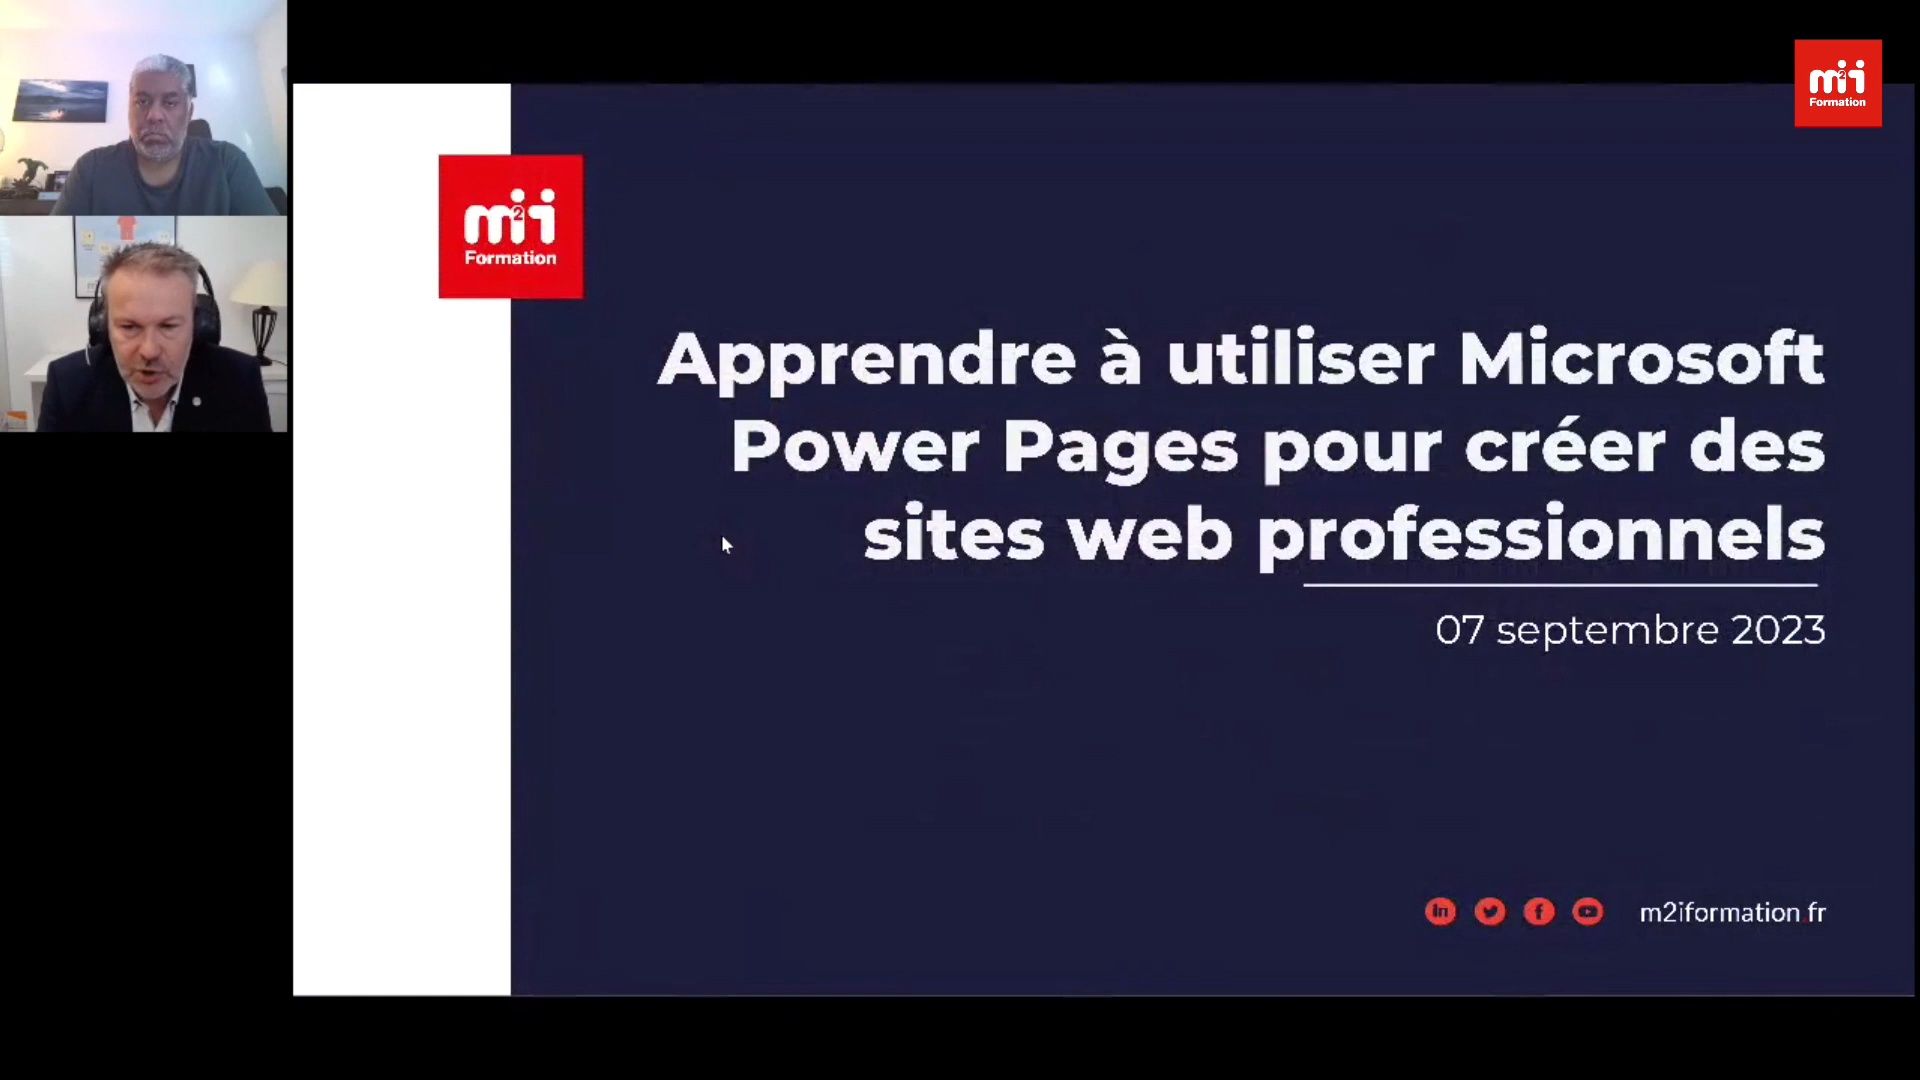 m2i
Formation
m2i
Formation
Apprendre à utiliser Microsoft
Power Pages pour créer des
sites web professionnels
07 septembre 2023
m2iformation.fr